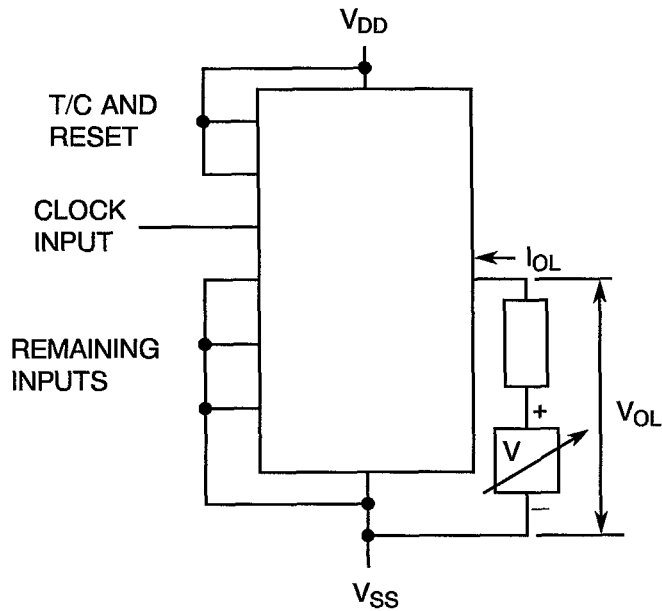 VDD
T/C AND
RESET
CLOCK
INPUT
IOL
REMAINING
INPUTS
+
V
VOL
–
VSS